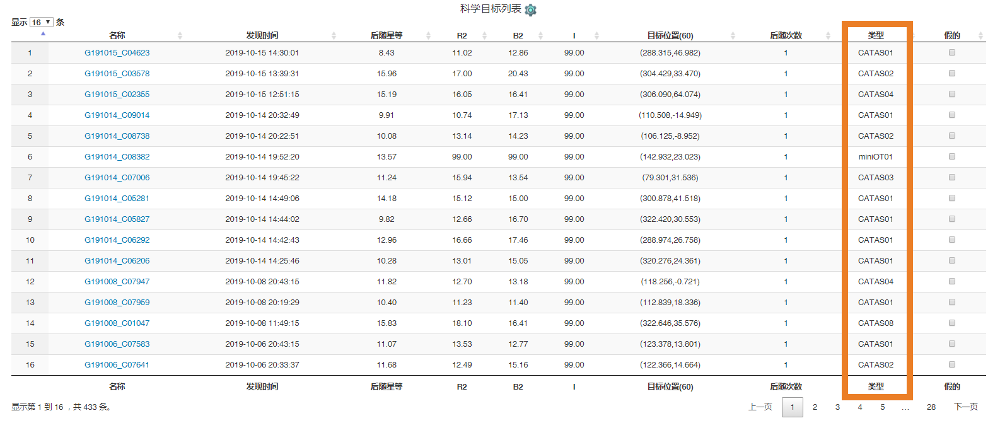 科学目标列表
显示 16 条
名称 发现时间 后随星等 R2 B2 I 目标位置(60) 后随次数 类型 假的
1 G191015_C04623 2019-10-15 14:30:01 8.43 11.02 12.86 99.00 (288.315,46.982) 1 CATAS01
2 G191015_C03578 2019-10-15 13:39:31 15.96 17.00 20.43 99.00 (304.429,33.470) 1 CATAS02
3 G191015_C02355 2019-10-15 12:51:15 15.19 16.05 16.41 99.00 (306.090,64.074) 1 CATAS04
4 G191014_C09014 2019-10-14 20:32:49 9.91 10.74 17.13 99.00 (110.508,-14.949) 1 CATAS01
5 G191014_C08738 2019-10-14 20:22:51 10.08 13.14 14.23 99.00 (106.125,-8.952) 1 CATAS02
6 G191014_C08382 2019-10-14 19:52:20 13.57 99.00 99.00 99.00 (142.932,23.023) 1 miniOT01
7 G191014_C07006 2019-10-14 19:45:22 11.24 15.94 13.54 99.00 (79.301,31.536) 1 CATAS03
8 G191014_C05281 2019-10-14 14:49:06 14.18 15.12 15.00 99.00 (300.878,41.518) 1 CATAS01
9 G191014_C05827 2019-10-14 14:44:02 9.82 12.66 16.70 99.00 (322.420,30.553) 1 CATAS01
10 G191014_C06292 2019-10-14 14:42:43 12.96 16.66 17.46 99.00 (288.974,26.758) 1 CATAS01
11 G191014_C06206 2019-10-14 14:25:46 10.28 13.01 15.05 99.00 (320.276,24.361) 1 CATAS01
12 G191008_C07947 2019-10-08 20:43:15 11.82 12.70 13.18 99.00 (118.256,-0.721) 1 CATAS04
13 G191008_C07959 2019-10-08 20:19:29 10.40 11.23 11.40 99.00 (112.839,18.336) 1 CATAS01
14 G191008_C01047 2019-10-08 11:49:15 15.83 18.10 16.41 99.00 (322.646,35.576) 1 CATAS08
15 G191006_C07583 2019-10-06 20:43:15 11.07 13.53 12.77 99.00 (123.378,13.801) 1 CATAS01
16 G191006_C07641 2019-10-06 20:33:37 11.68 12.49 15.16 99.00 (122.366,14.664) 1 CATAS02
名称 发现时间 后随星等 R2 B2 I 目标位置(60) 后随次数 类型 假的
显示第 1 到 16 ，共 433 条。 上一页 1 2 3 4 5 … 28 下一页